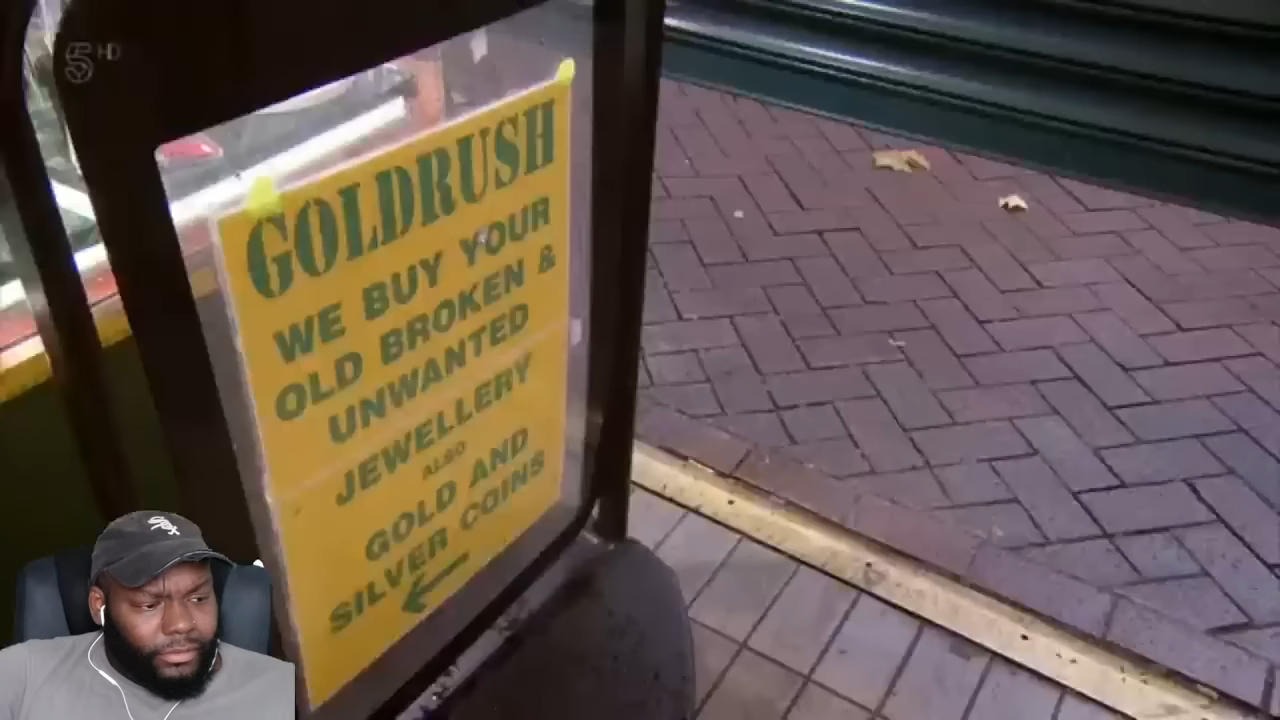 5 HD
GOLDRUSH
WE BUY YOUR
OLD BROKEN &
UNWANTED
JEWELLERY
ALSO
GOLD AND
SILVER COINS